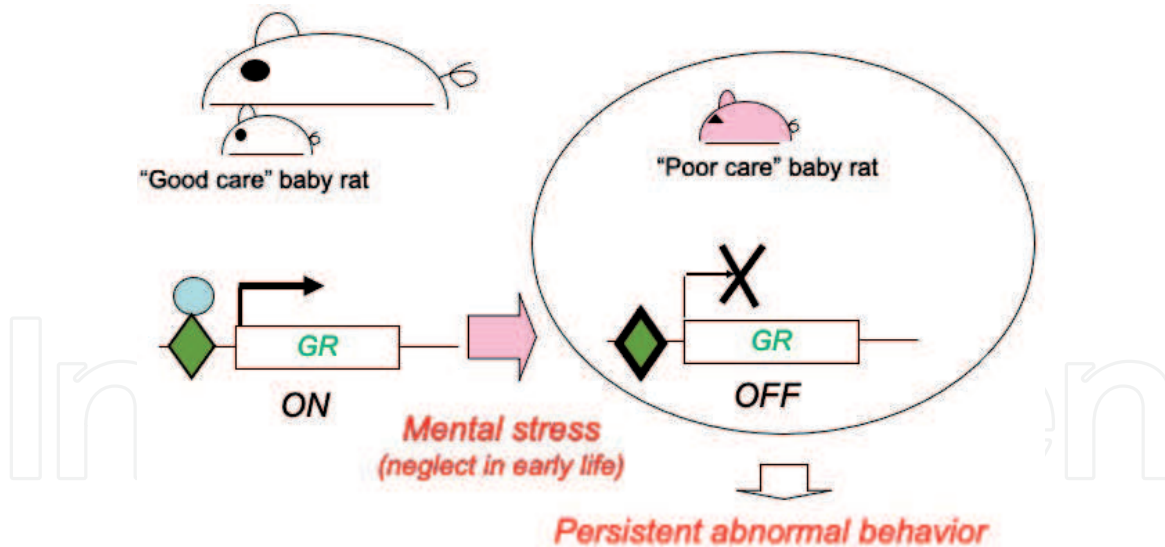 "Good care" baby rat
"Poor care" baby rat
GR
ON
GR
OFF
Mental stress
(neglect in early life)
Persistent abnormal behavior